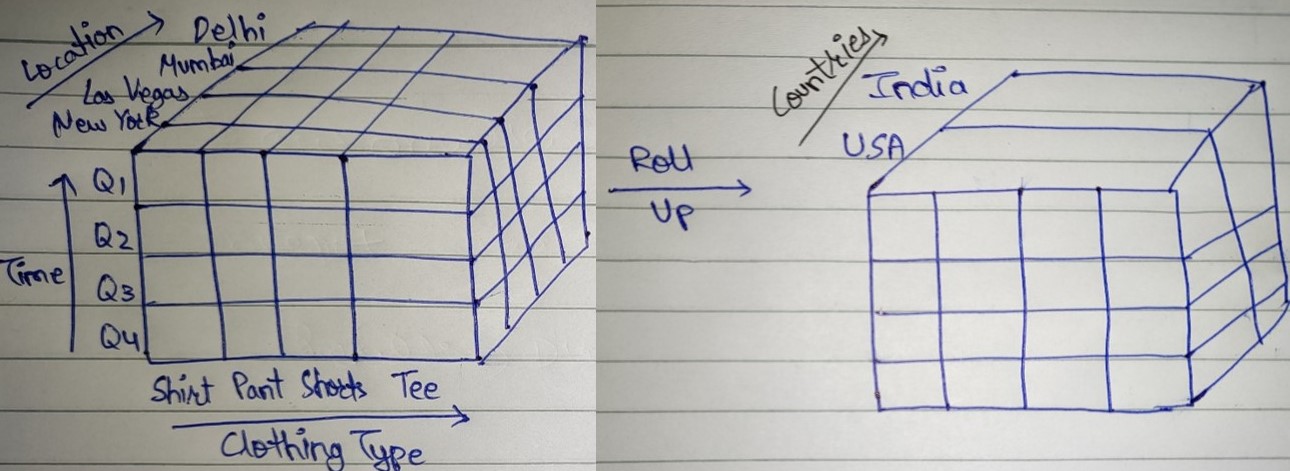 Location
Delhi
Mumbai
Las Vegas
New York
Time
Q1
Q2
Q3
Q4
Shirt Pant Shorts Tee
Clothing Type
Roll
Up
Countries
India
USA